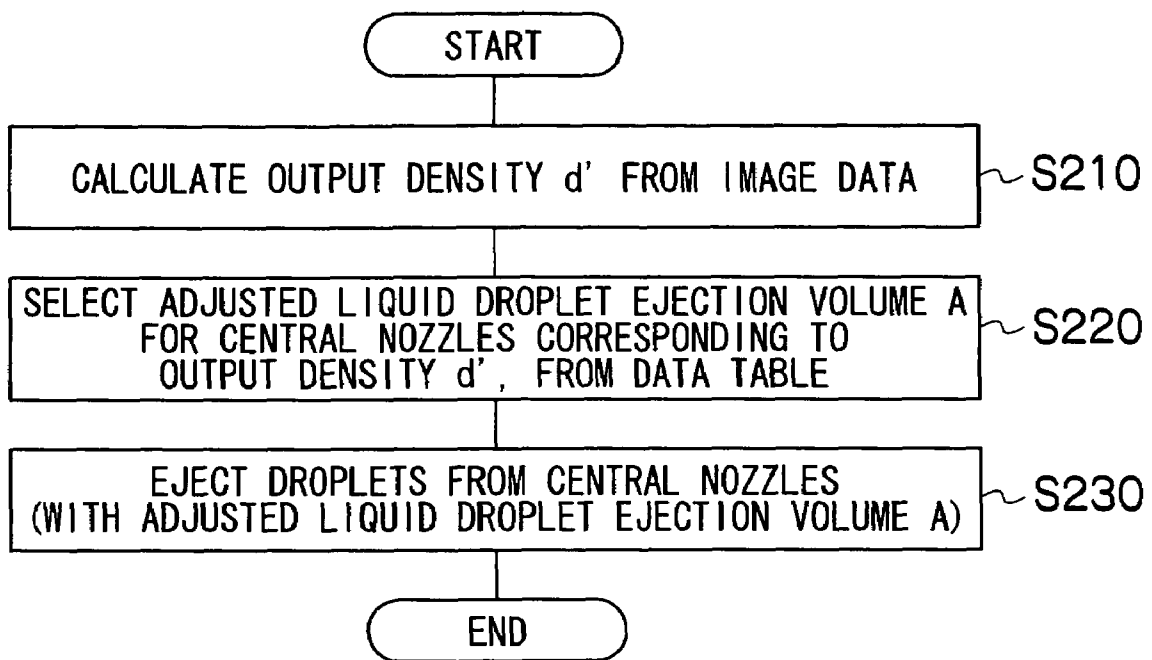 START
CALCULATE OUTPUT DENSITY d' FROM IMAGE DATA
S210
SELECT ADJUSTED LIQUID DROPLET EJECTION VOLUME A
FOR CENTRAL NOZZLES CORRESPONDING TO
OUTPUT DENSITY d', FROM DATA TABLE
S220
EJECT DROPLETS FROM CENTRAL NOZZLES
(WITH ADJUSTED LIQUID DROPLET EJECTION VOLUME A)
S230
END